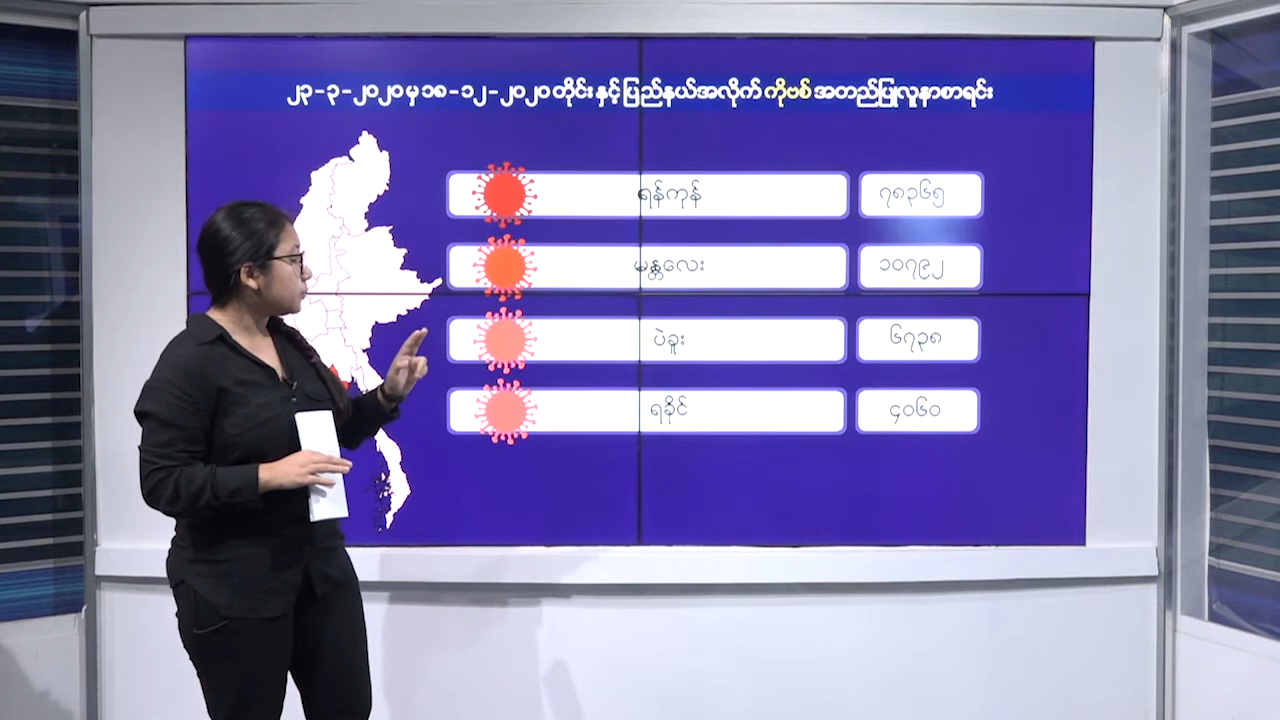 ၂၃-၃-၂၀၂၀ မှ ၁၈-၁၂-၂၀၂၀ တိုင်း နှင့် ပြည်နယ်အလိုက် ကိုဗစ် အတည်ပြုလူနာစာရင်း
ရန်ကုန် ၇၈၃၆၅
မန္တလေး ၁၀၇၉၂
ပဲခူး ၆၇၃၈
ရခိုင် ၄၀၆၀